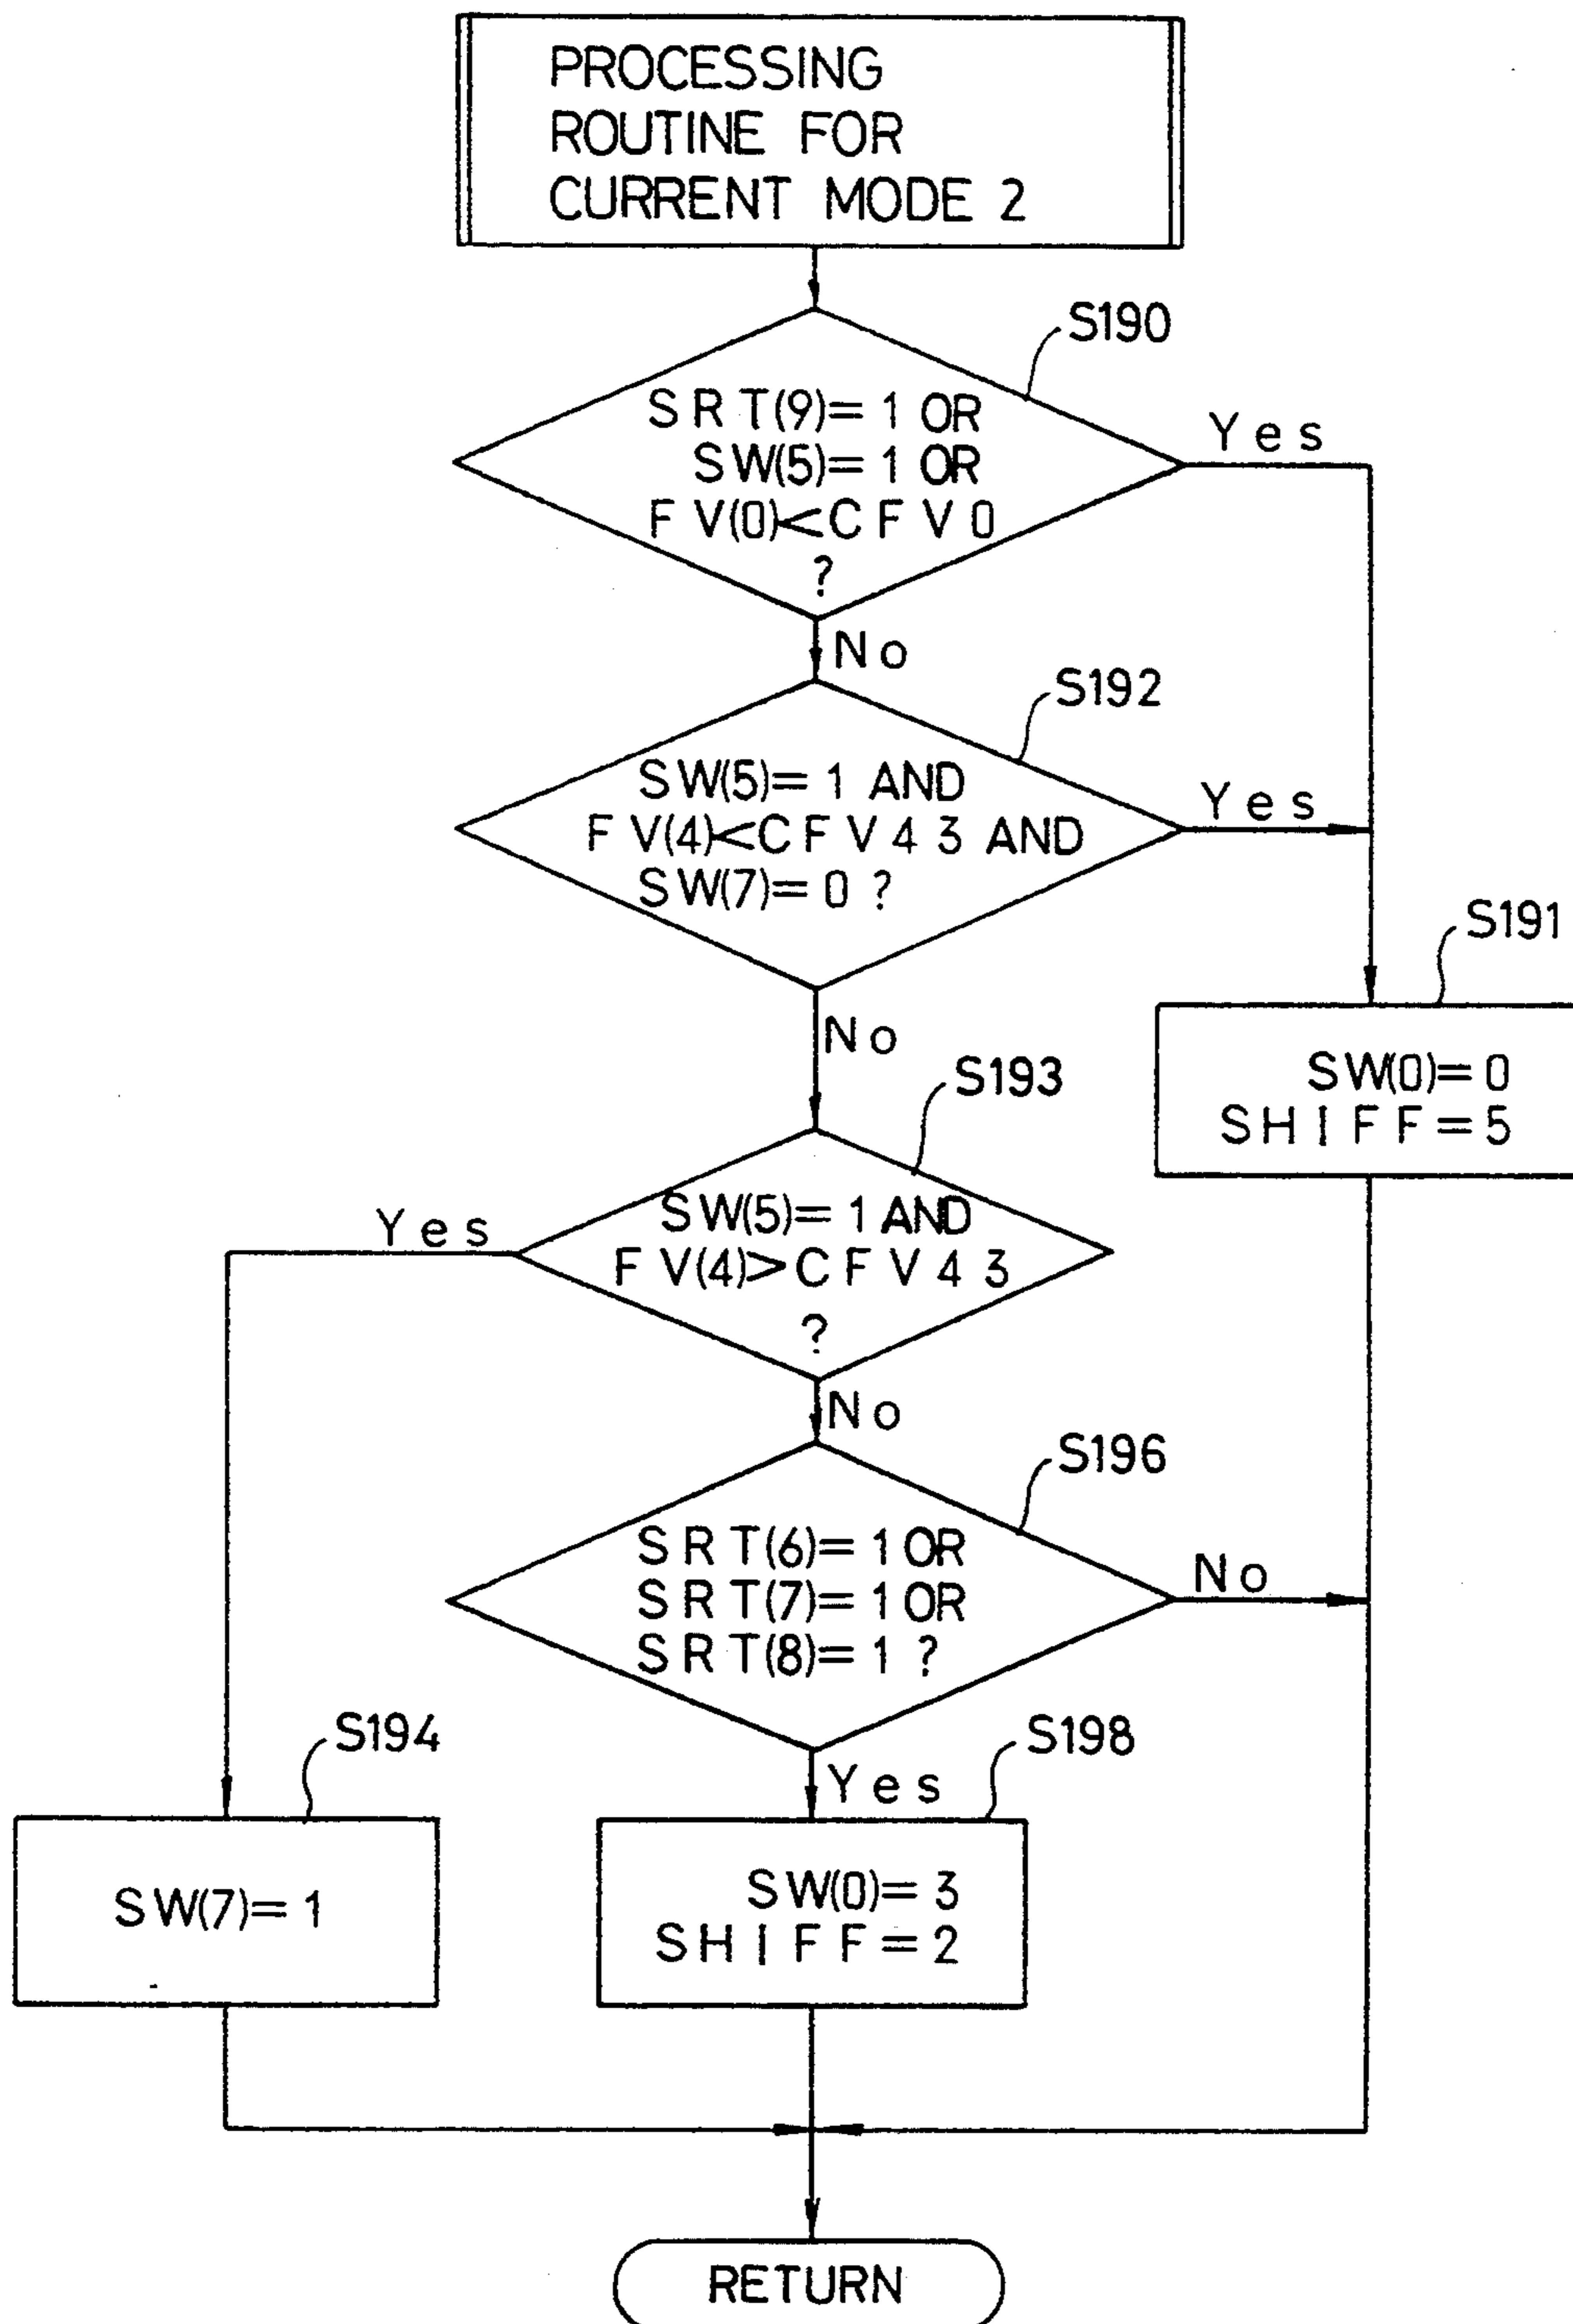 PROCESSING
ROUTINE FOR
CURRENT MODE 2
S190
SRT(9)=1 OR
SW(5)=1 OR
FV(0)<CFV0
?
Yes
No
S192
SW(5)=1 AND
FV(4)<CFV43 AND
SW(7)=0 ?
Yes
No
S191
SW(0)=0
SHIFF=5
S193
SW(5)=1 AND
FV(4)>CFV43
?
Yes
No
S196
SRT(6)=1 OR
SRT(7)=1 OR
SRT(8)=1 ?
No
Yes
S194
SW(7)=1
S198
SW(0)=3
SHIFF=2
RETURN